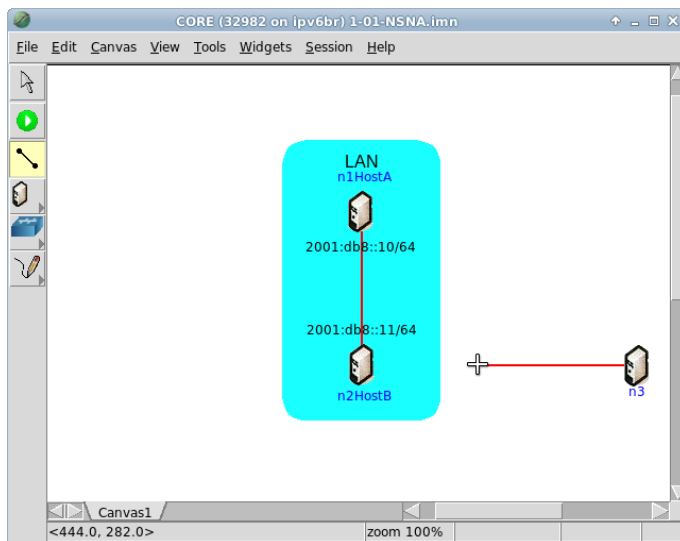 CORE (32982 on ipv6br) 1-01-NSNA.imn
File Edit Canvas View Tools Widgets Session Help
LAN
n1HostA
2001:db8::10/64
2001:db8::11/64
n2HostB
n3
Canvas1
<444.0, 282.0> zoom 100%